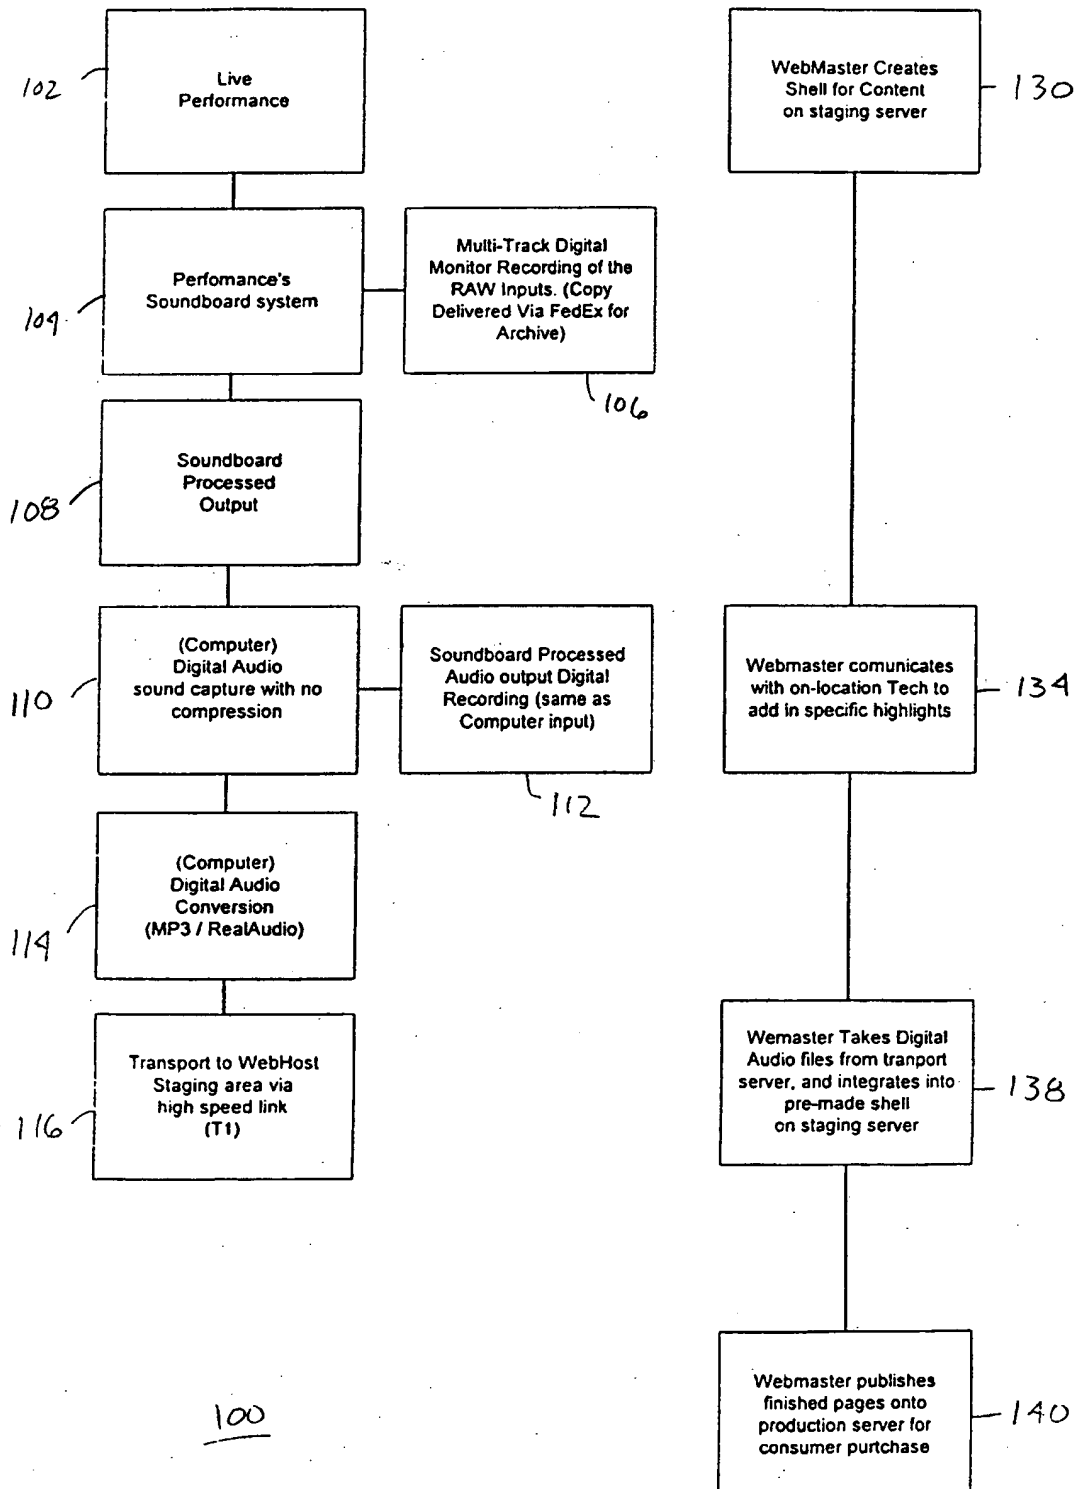 102
Live
Performance
WebMaster Creates
Shell for Content
on staging server
130
104
Perfomance's
Soundboard system
Multi-Track Digital
Monitor Recording of the
RAW Inputs. (Copy
Delivered Via FedEx for
Archive)
106
108
Soundboard
Processed
Output
110
(Computer)
Digital Audio
sound capture with no
compression
Soundboard Processed
Audio output Digital
Recording (same as
Computer input)
112
Webmaster comunicates
with on-location Tech to
add in specific highlights
134
114
(Computer)
Digital Audio
Conversion
(MP3 / RealAudio)
116
Transport to WebHost
Staging area via
high speed link
(T1)
Wemaster Takes Digital
Audio files from tranport
server, and integrates into
pre-made shell
on staging server
138
Webmaster publishes
finished pages onto
production server for
consumer purtchase
140
100